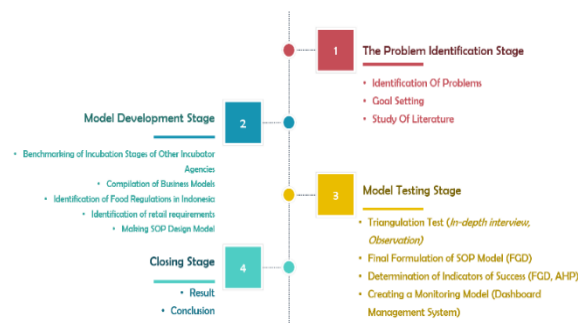 1
The Problem Identification Stage
• Identification Of Problems
• Goal Setting
• Study Of Literature
Model Development Stage
2
• Benchmarking of Incubation Stages of Other Incubator
Agencies
• Compilation of Business Models
• Identification of Food Regulations in Indonesia
• Identification of retail requirements
• Making SOP Design Model
3
Model Testing Stage
• Triangulation Test (In-depth interview,
Observation)
• Final Formulation of SOP Model (FGD)
• Determination of Indicators of Success (FGD, AHP)
• Creating a Monitoring Model (Dashboard
Management System)
Closing Stage
4
• Result
• Conclusion